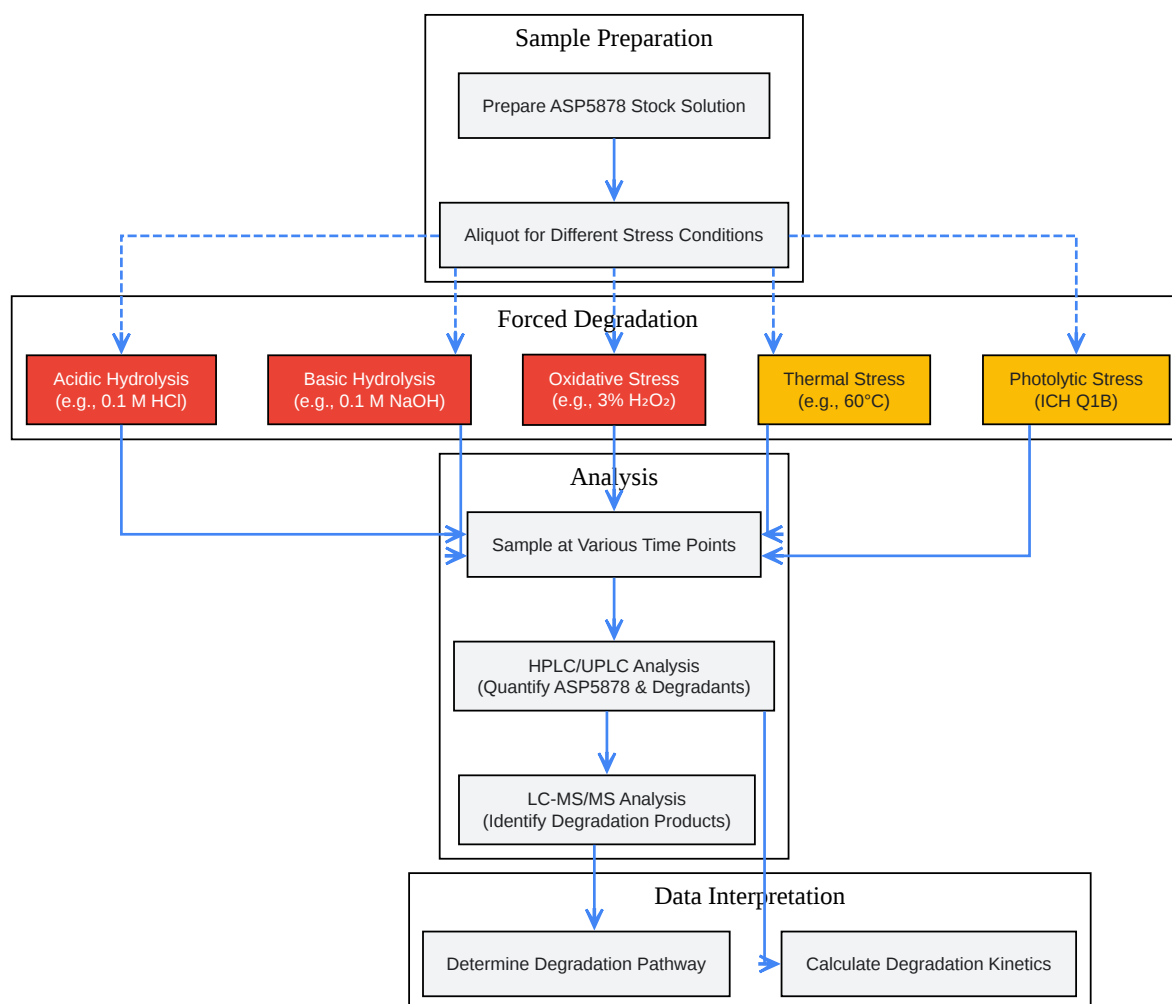 Sample Preparation
Prepare ASP5878 Stock Solution
Aliquot for Different Stress Conditions
Forced Degradation
Acidic Hydrolysis
(e.g., 0.1 M HCl)
Basic Hydrolysis
(e.g., 0.1 M NaOH)
Oxidative Stress
(e.g., 3% H₂O₂)
Thermal Stress
(e.g., 60°C)
Photolytic Stress
(ICH Q1B)
Analysis
Sample at Various Time Points
HPLC/UPLC Analysis
(Quantify ASP5878 & Degradants)
LC-MS/MS Analysis
(Identify Degradation Products)
Data Interpretation
Determine Degradation Pathway
Calculate Degradation Kinetics